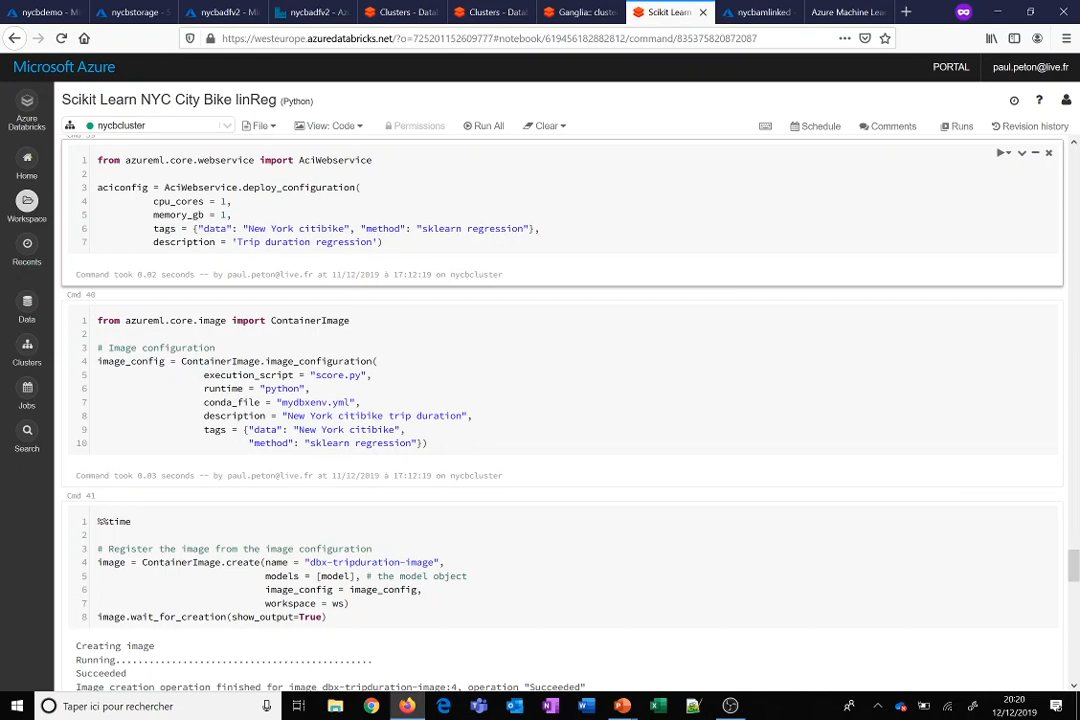 nycbdemo - Mi
nycbstorage -
nycbadfv2 - Mi
nycbadfv2 - Az
Clusters - Datab
Clusters - Datab
Ganglia:: cluste
Scikit Learn
nycbamlinked
Azure Machine Lea
https://westeurope.azuredatabricks.net/?o=725201152609777#notebook/619456182882812/command/835375820872087
Microsoft Azure
PORTAL
paul.peton@live.fr
Scikit Learn NYC City Bike linReg (Python)
nycbcluster
File
View: Code
Permissions
Run All
Clear
Schedule
Comments
Runs
Revision history
Azure
Databricks
Home
Workspace
Recents
Data
Clusters
Jobs
Search
1 from azureml.core.webservice import AciWebservice
2
3 aciconfig = AciWebservice.deploy_configuration(
4 cpu_cores = 1,
5 memory_gb = 1,
6 tags = {"data": "New York citibike", "method": "sklearn regression"},
7 description = 'Trip duration regression')
Command took 0.02 seconds -- by paul.peton@live.fr at 11/12/2019 à 17:12:19 on nycbcluster
Cmd 40
1 from azureml.core.image import ContainerImage
2
3 # Image configuration
4 image_config = ContainerImage.image_configuration(
5 execution_script = "score.py",
6 runtime = "python",
7 conda_file = "mydbxenv.yml",
8 description = "New York citibike trip duration",
9 tags = {"data": "New York citibike",
10 "method": "sklearn regression"})
Command took 0.03 seconds -- by paul.peton@live.fr at 11/12/2019 à 17:12:19 on nycbcluster
Cmd 41
1 %%time
2
3 # Register the image from the image configuration
4 image = ContainerImage.create(name = "dbx-tripduration-image",
5 models = [model], # the model object
6 image_config = image_config,
7 workspace = ws)
8 image.wait_for_creation(show_output=True)
Creating image
Running..............................................
Succeeded
Image creation operation finished for image dbx-tripduration-image:4, operation "Succeeded"
Taper ici pour rechercher
20:20
12/12/2019